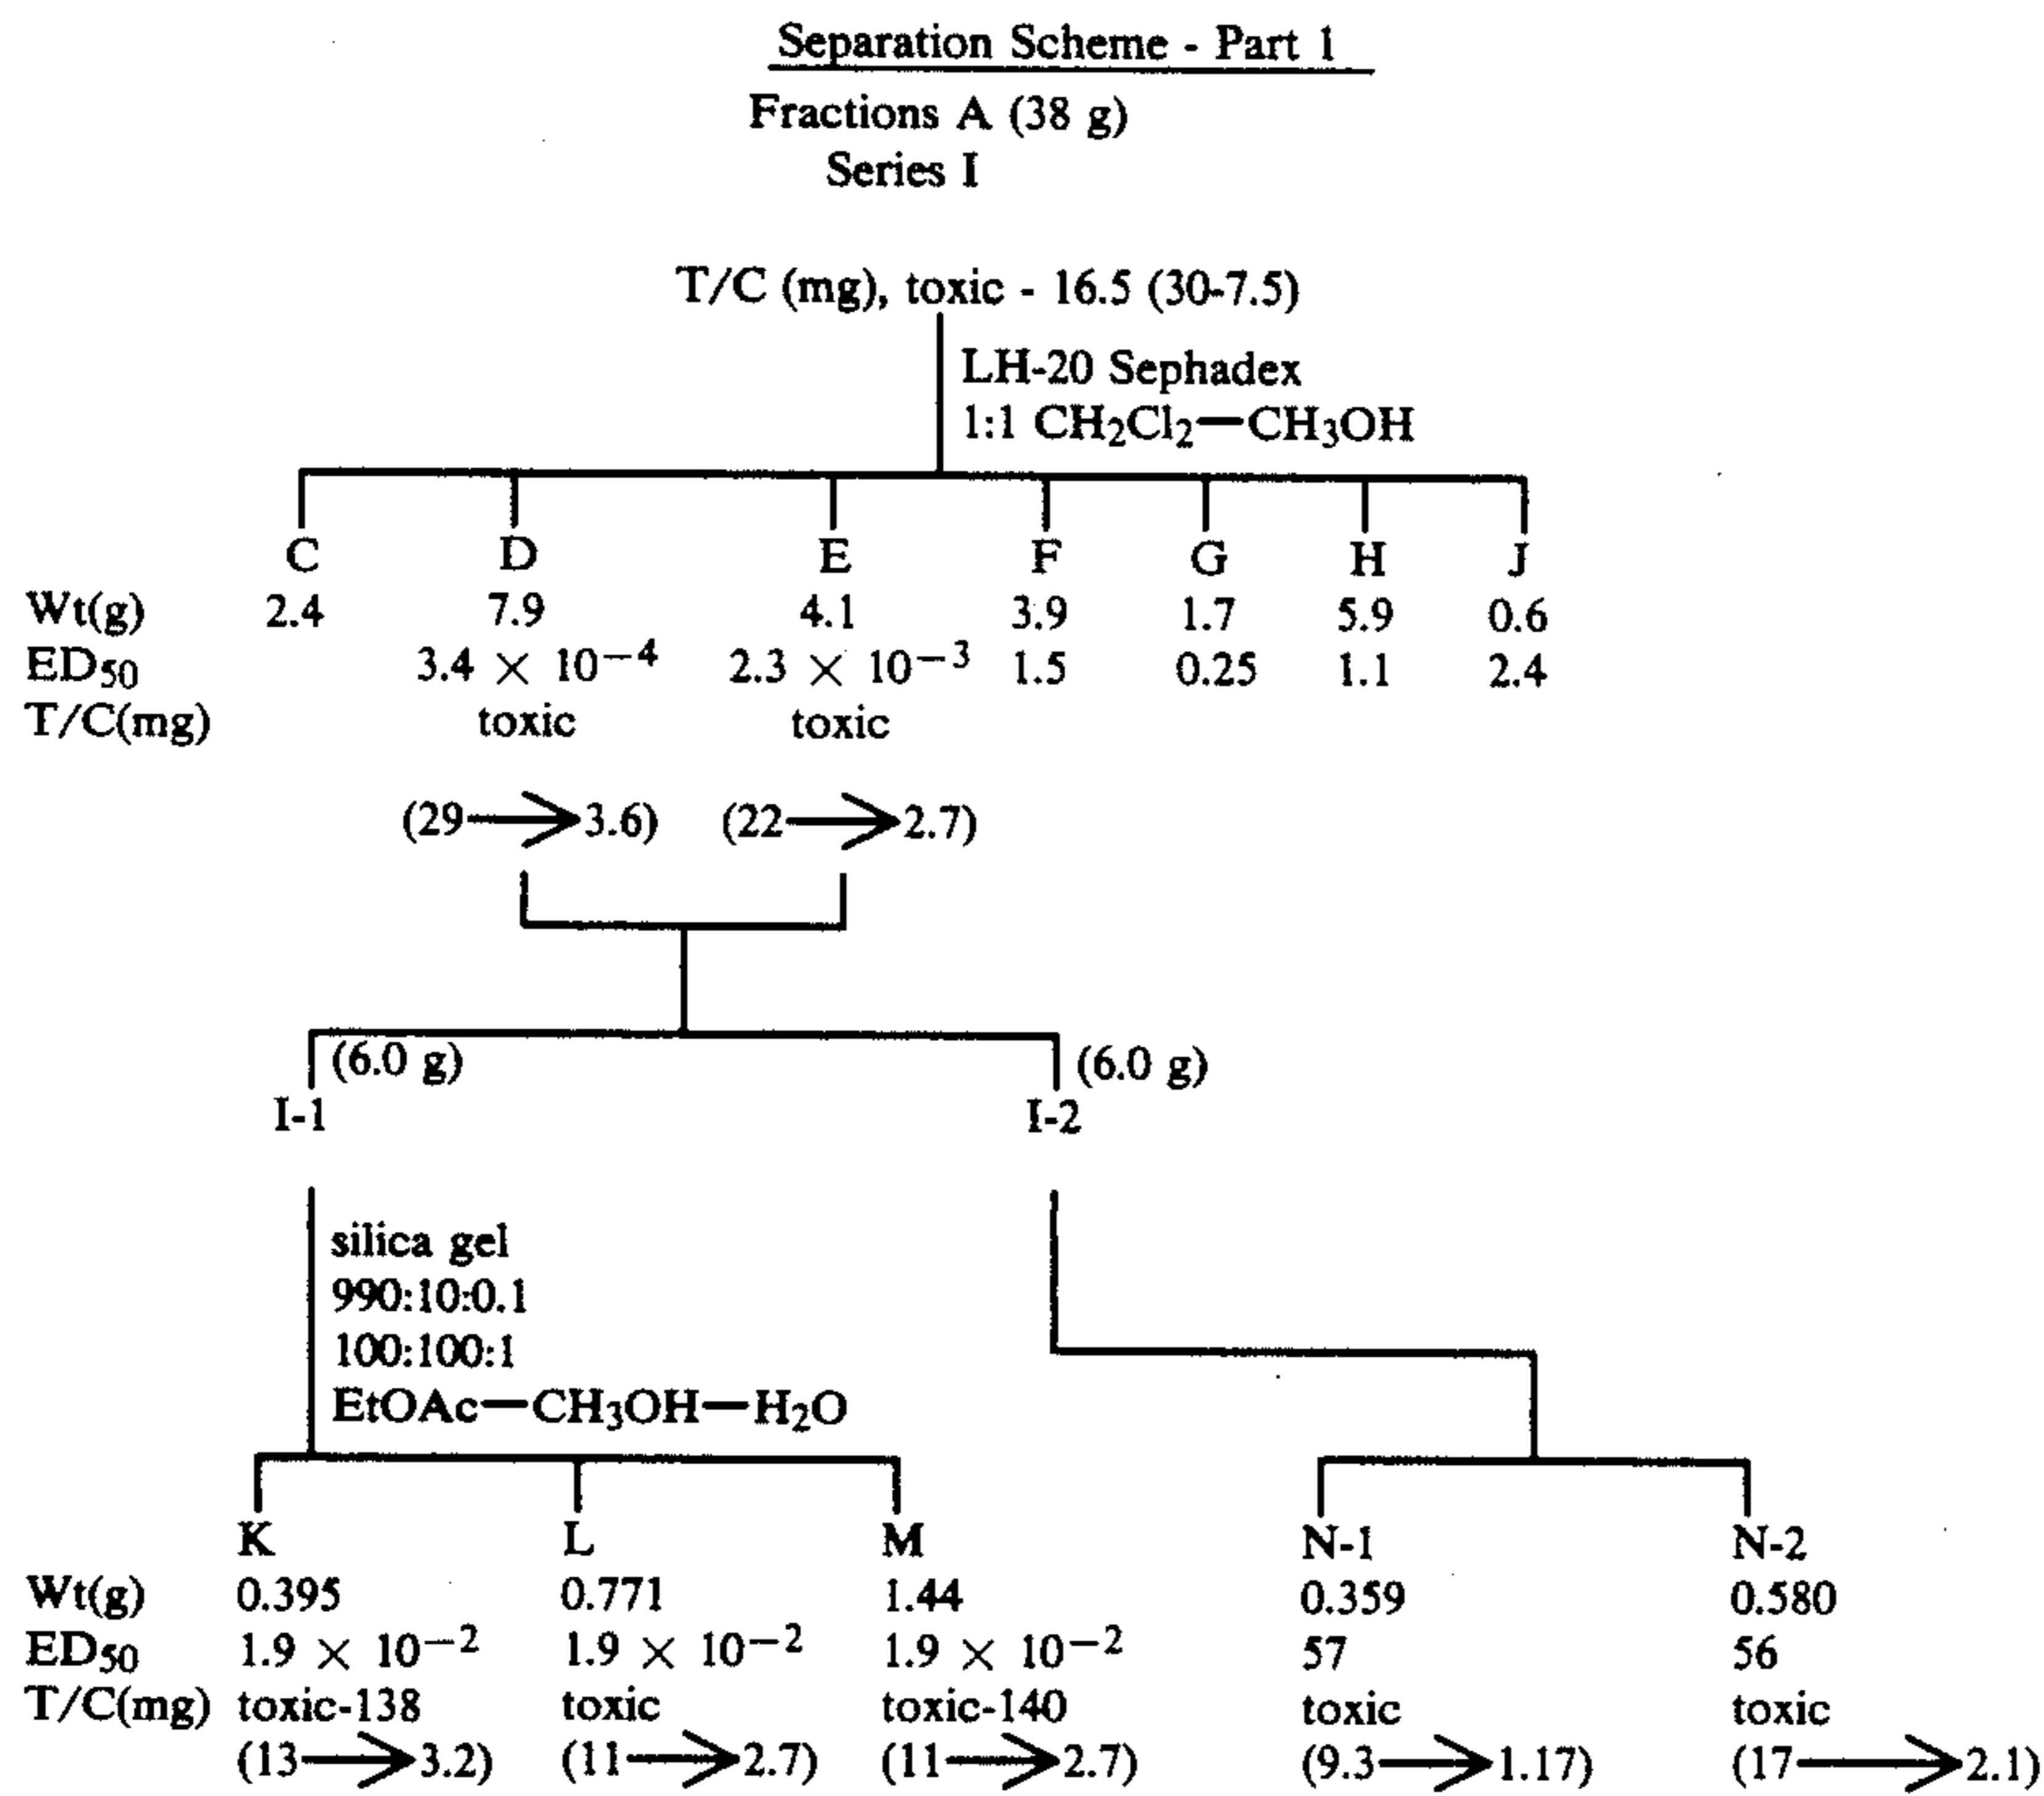 Separation Scheme - Part 1
Fractions A (38 g)
Series I
T/C (mg), toxic - 16.5 (30-7.5)
LH-20 Sephadex
1:1 CH₂Cl₂—CH₃OH
C D E F G H J
Wt(g) 2.4 7.9 4.1 3.9 1.7 5.9 0.6
ED₅₀ 3.4 × 10⁻⁴ 2.3 × 10⁻³ 1.5 0.25 1.1 2.4
T/C(mg) toxic toxic
(29→3.6) (22→2.7)
(6.0 g) (6.0 g)
I-1 I-2
silica gel
990:10:0.1
100:100:1
EtOAc—CH₃OH—H₂O
K L M N-1 N-2
Wt(g) 0.395 0.771 1.44 0.359 0.580
ED₅₀ 1.9 × 10⁻² 1.9 × 10⁻² 1.9 × 10⁻² 57 56
T/C(mg) toxic-138 toxic toxic-140 toxic toxic
(13→3.2) (11→2.7) (11→2.7) (9.3→1.17) (17→2.1)